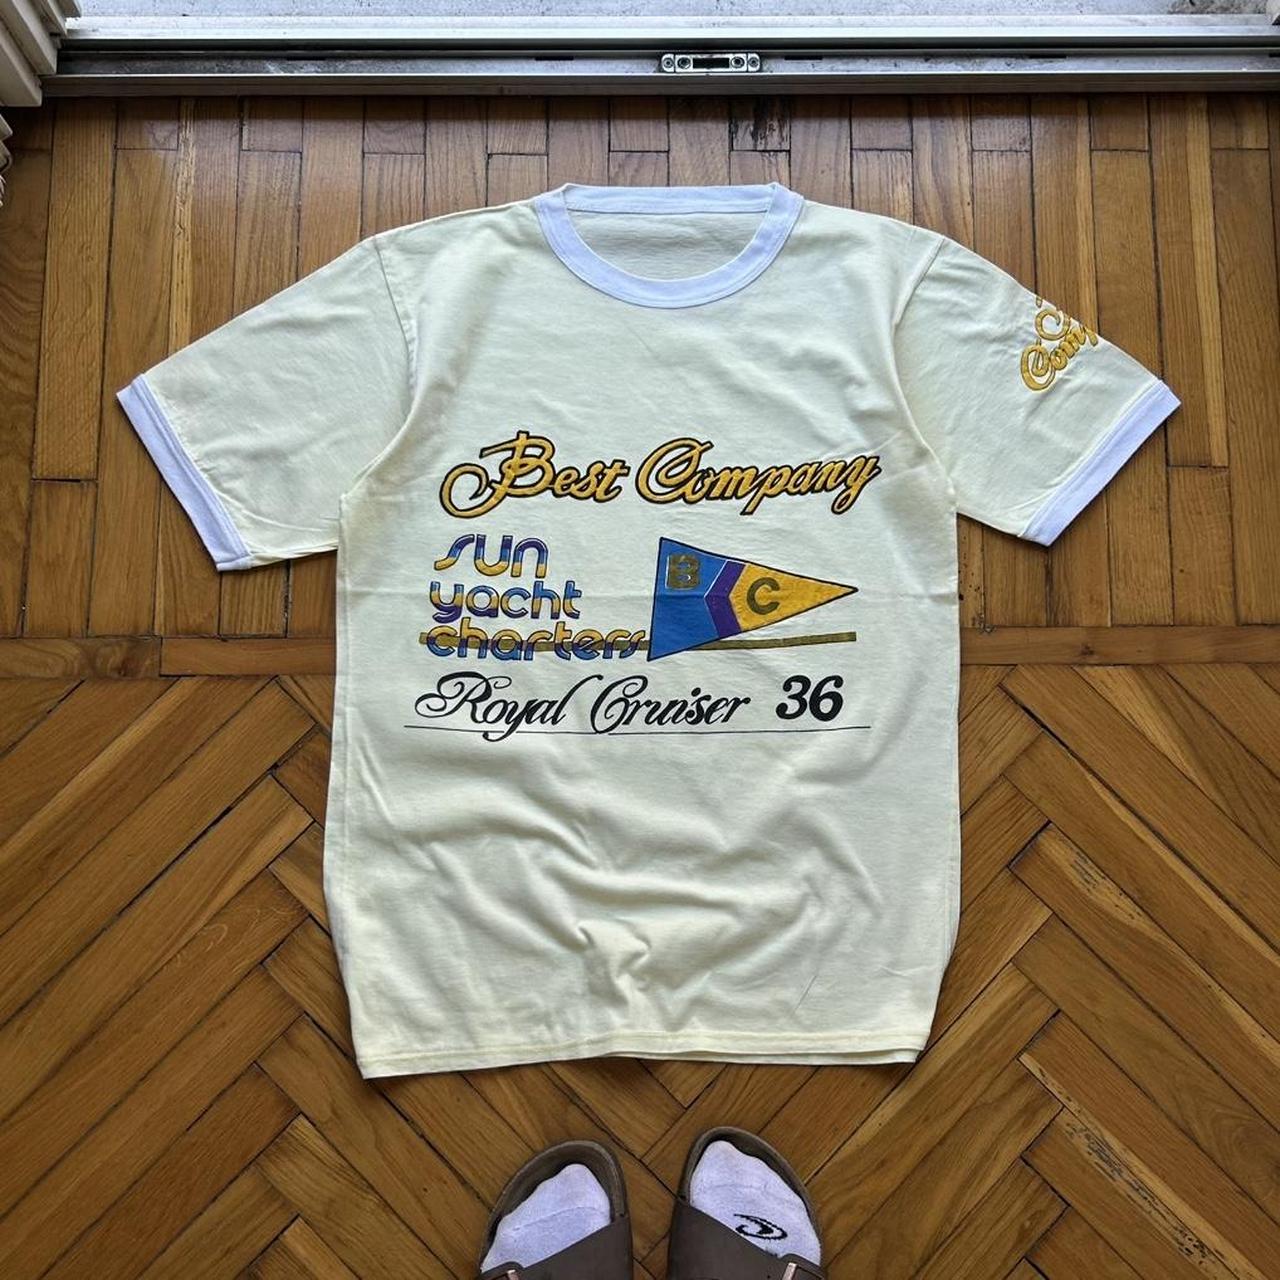 Best Company
sun
yacht
charters
B C
Royal Cruiser 36